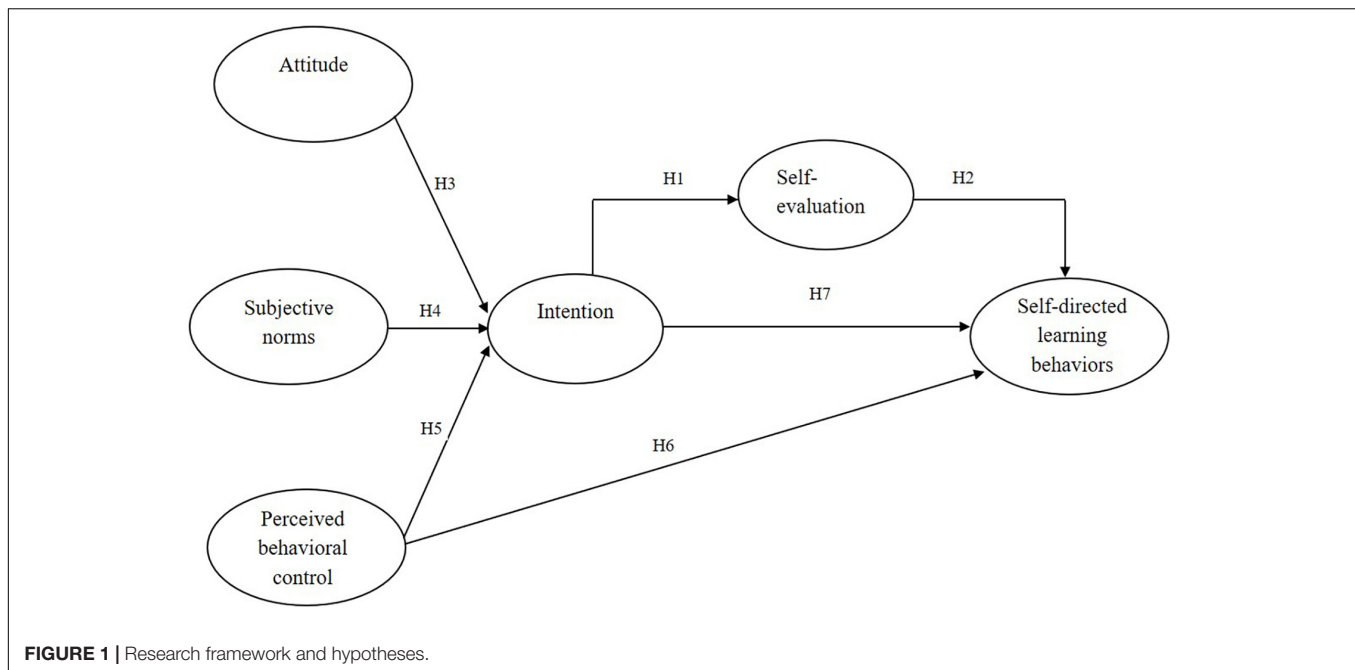 Attitude
H3
H1
Self-
evaluation
H2
Subjective
norms
H4
Intention
H7
Self-directed
learning
behaviors
H5
H6
Perceived
behavioral
control
FIGURE 1 | Research framework and hypotheses.